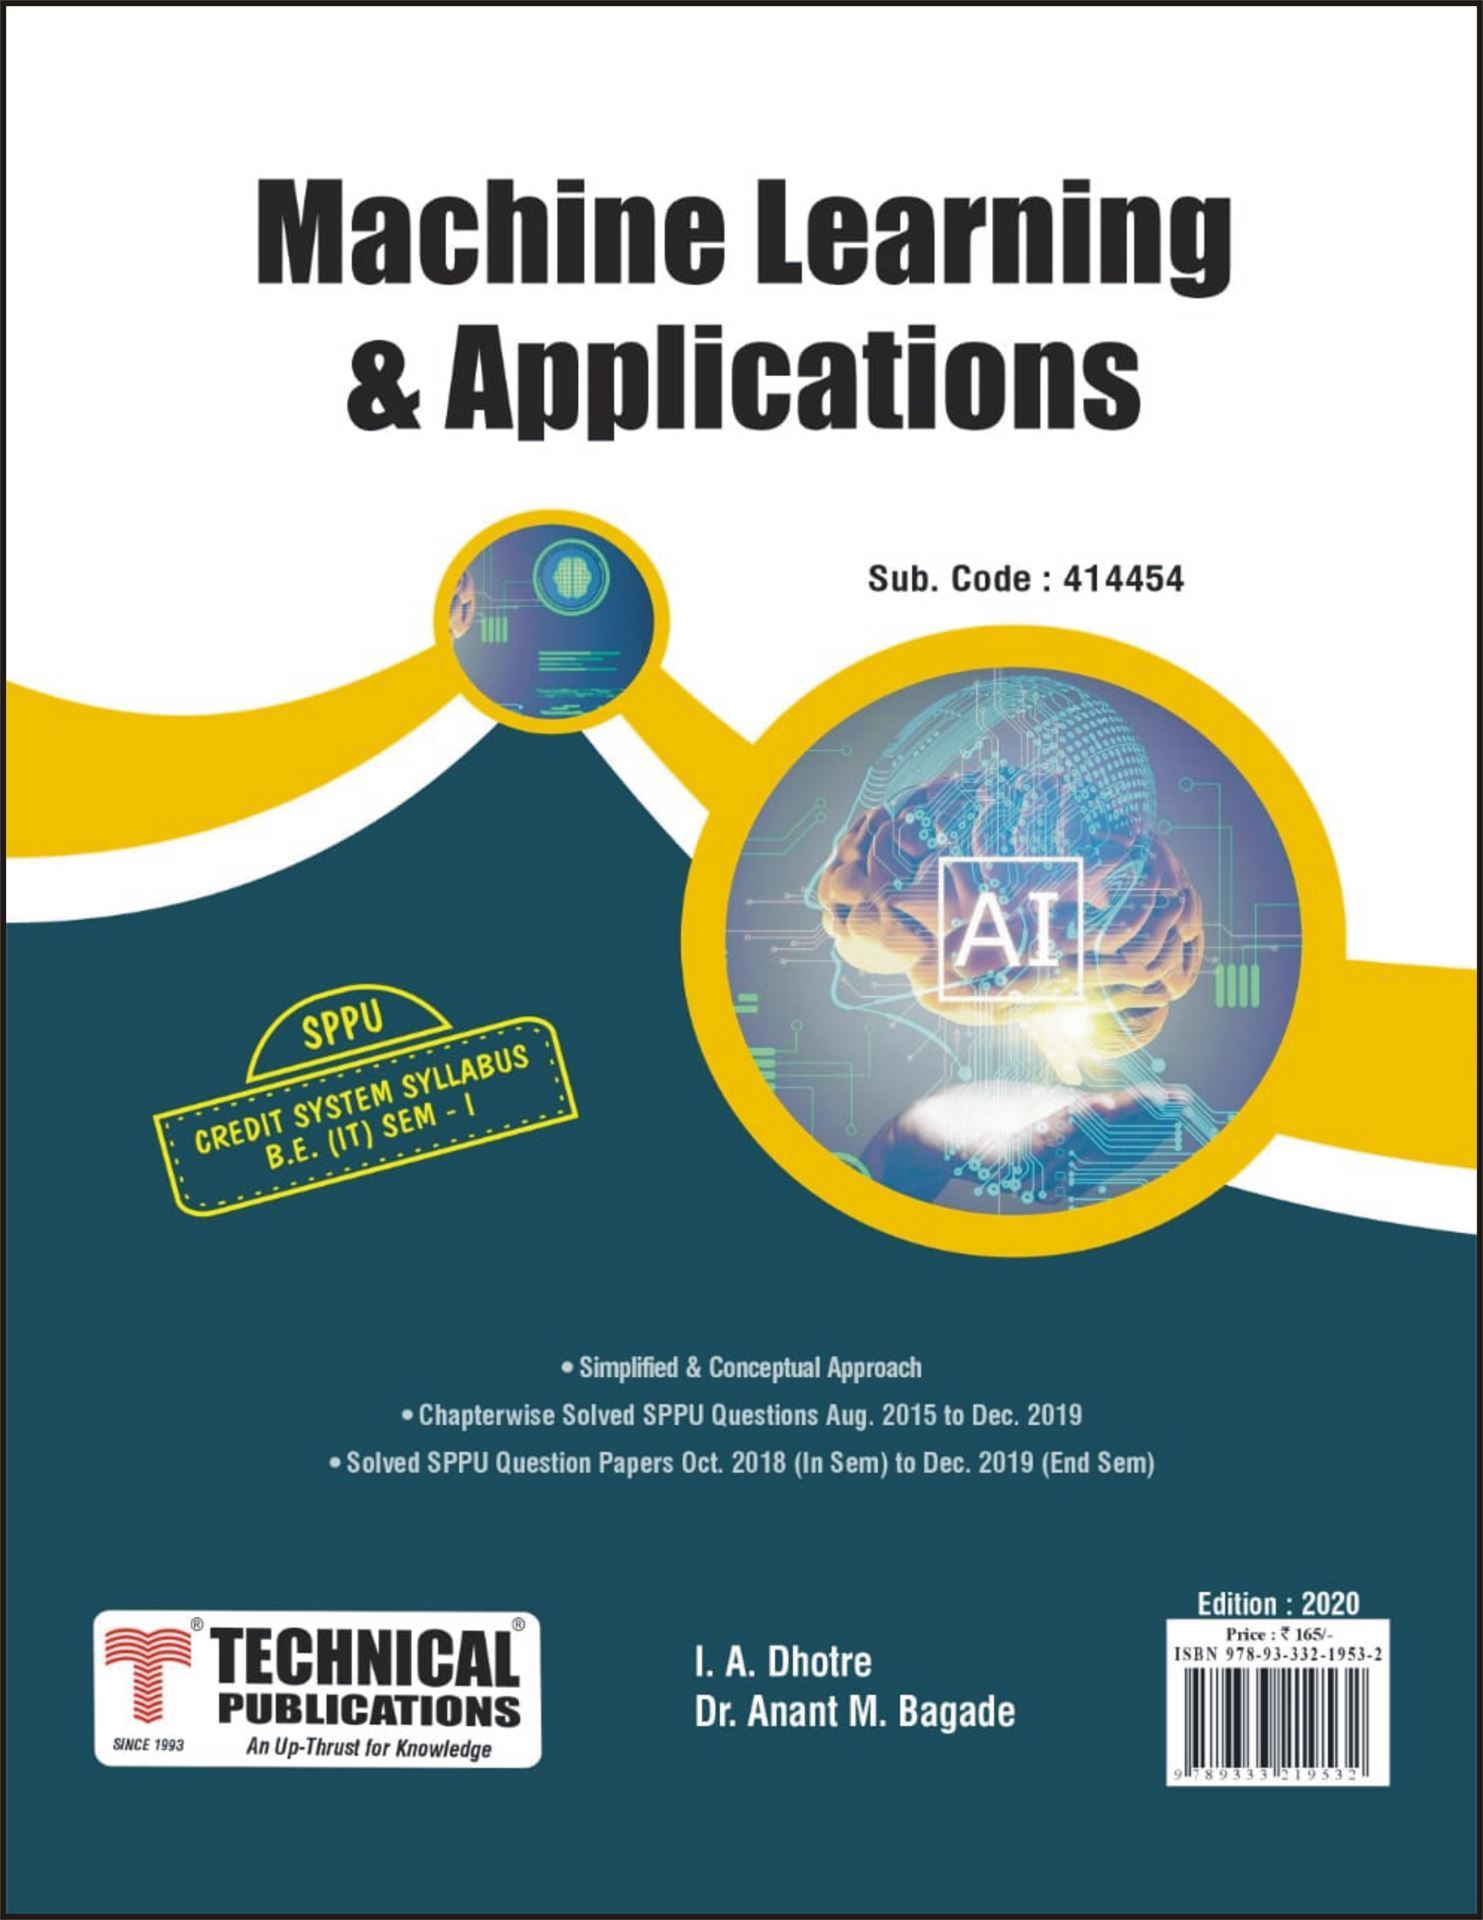 Machine Learning
& Applications
Sub. Code : 414454
AI
SPPU
CREDIT SYSTEM SYLLABUS
B.E. (IT) SEM - I
• Simplified & Conceptual Approach
• Chapterwise Solved SPPU Questions Aug. 2015 to Dec. 2019
• Solved SPPU Question Papers Oct. 2018 (In Sem) to Dec. 2019 (End Sem)
® TECHNICAL ®
PUBLICATIONS
SINCE 1993
An Up-Thrust for Knowledge
I. A. Dhotre
Dr. Anant M. Bagade
Edition : 2020
Price : ₹ 165/-
ISBN 978-93-332-1953-2
9 789333 219532